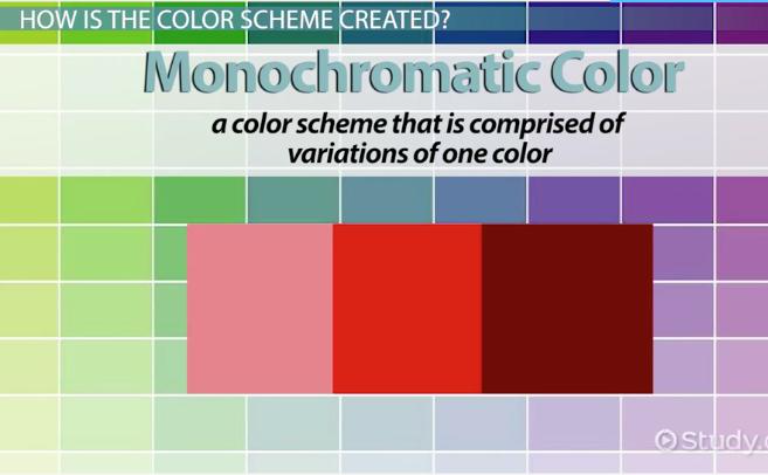 HOW IS THE COLOR SCHEME CREATED?
Monochromatic Color
a color scheme that is comprised of
variations of one color
Study.